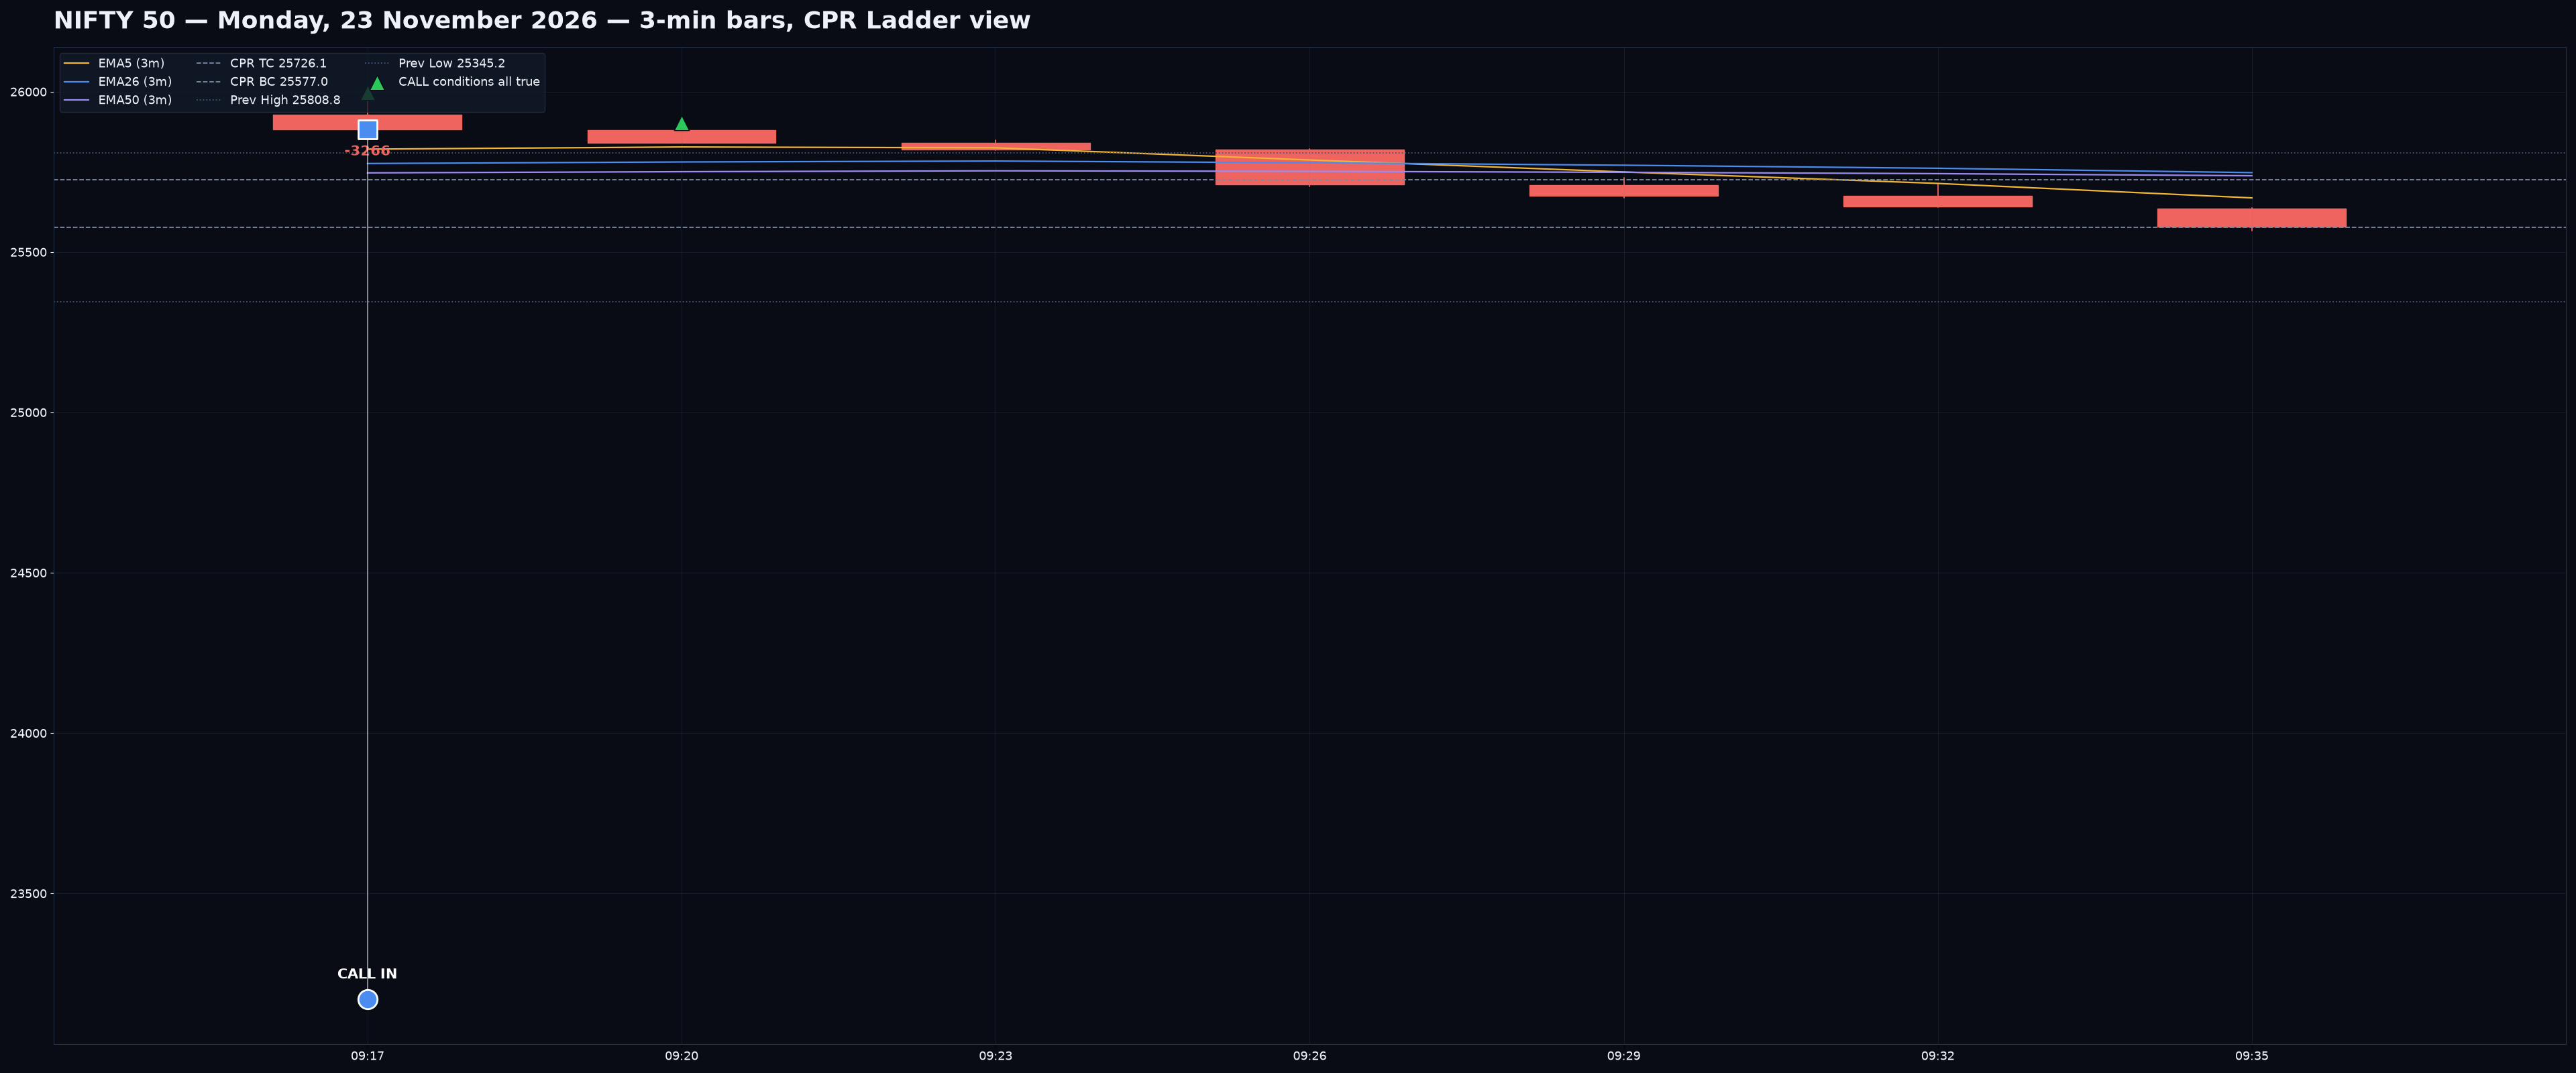 NIFTY 50 — Monday, 23 November 2026 — 3-min bars, CPR Ladder view
EMA5 (3m)
EMA26 (3m)
EMA50 (3m)
CPR TC 25726.1
CPR BC 25577.0
Prev High 25808.8
Prev Low 25345.2
CALL conditions all true
26000
25500
25000
24500
24000
23500
-3266
CALL IN
09:17
09:20
09:23
09:26
09:29
09:32
09:35